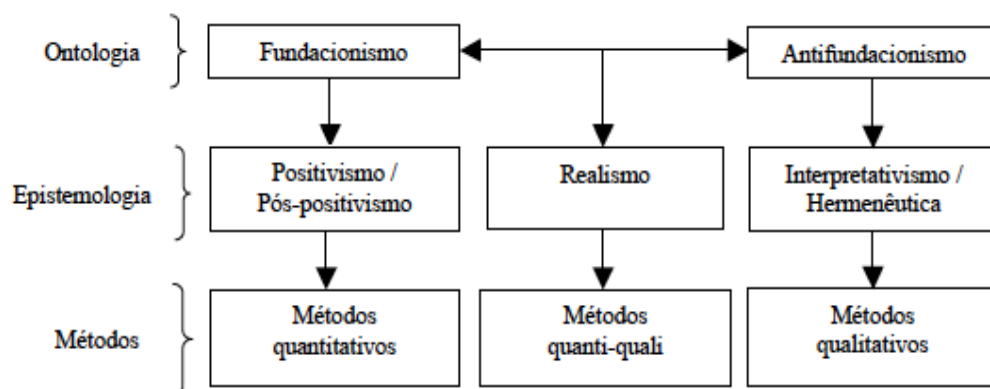 Ontologia
Fundacionismo
Antifundacionismo
Epistemologia
Positivismo /
Pós-positivismo
Realismo
Interpretativismo /
Hermenêutica
Métodos
Métodos
quantitativos
Métodos
quanti-quali
Métodos
qualitativos